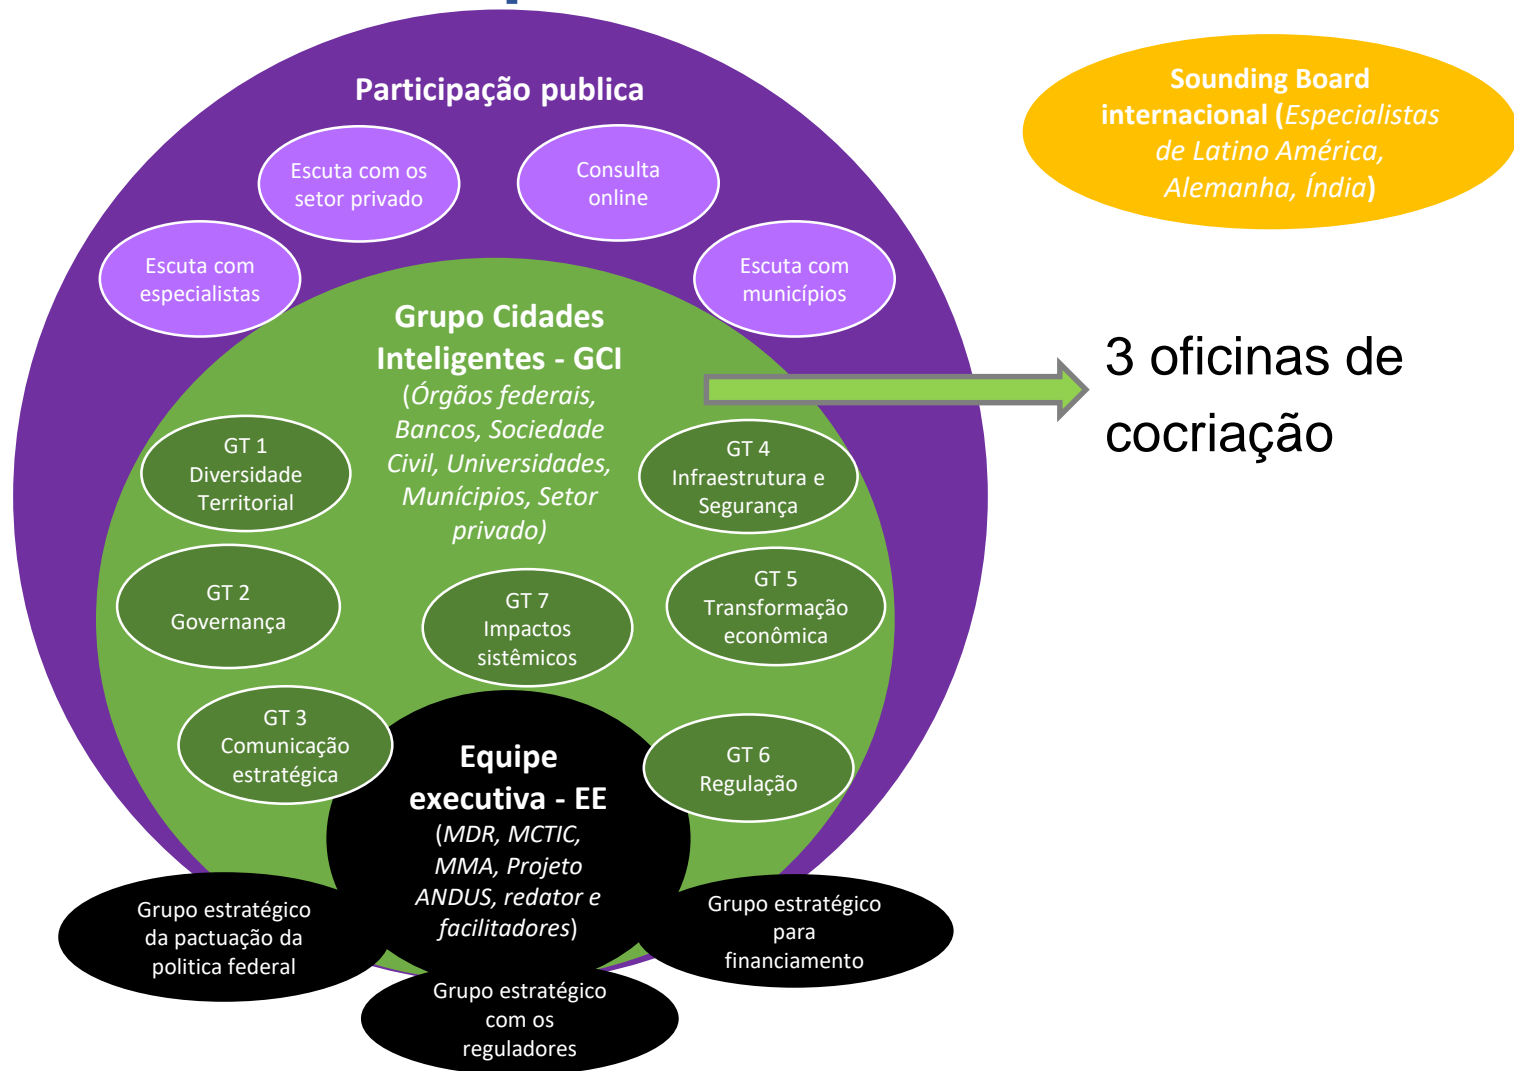 Participação publica
Escuta com os
setor privado
Consulta
online
Escuta com
especialistas
Escuta com
municípios
Sounding Board
internacional (Especialistas
de Latino América,
Alemanha, Índia)
Grupo Cidades
Inteligentes - GCI
(Órgãos federais,
Bancos, Sociedade
Civil, Universidades,
Munícipios, Setor
privado)
3 oficinas de
cocriação
GT 1
Diversidade
Territorial
GT 4
Infraestrutura e
Segurança
GT 2
Governança
GT 7
Impactos
sistêmicos
GT 5
Transformação
econômica
GT 3
Comunicação
estratégica
GT 6
Regulação
Equipe
executiva - EE
(MDR, MCTIC,
MMA, Projeto
ANDUS, redator e
facilitadores)
Grupo estratégico
da pactuação da
politica federal
Grupo estratégico
para
financiamento
Grupo estratégico
com os
reguladores